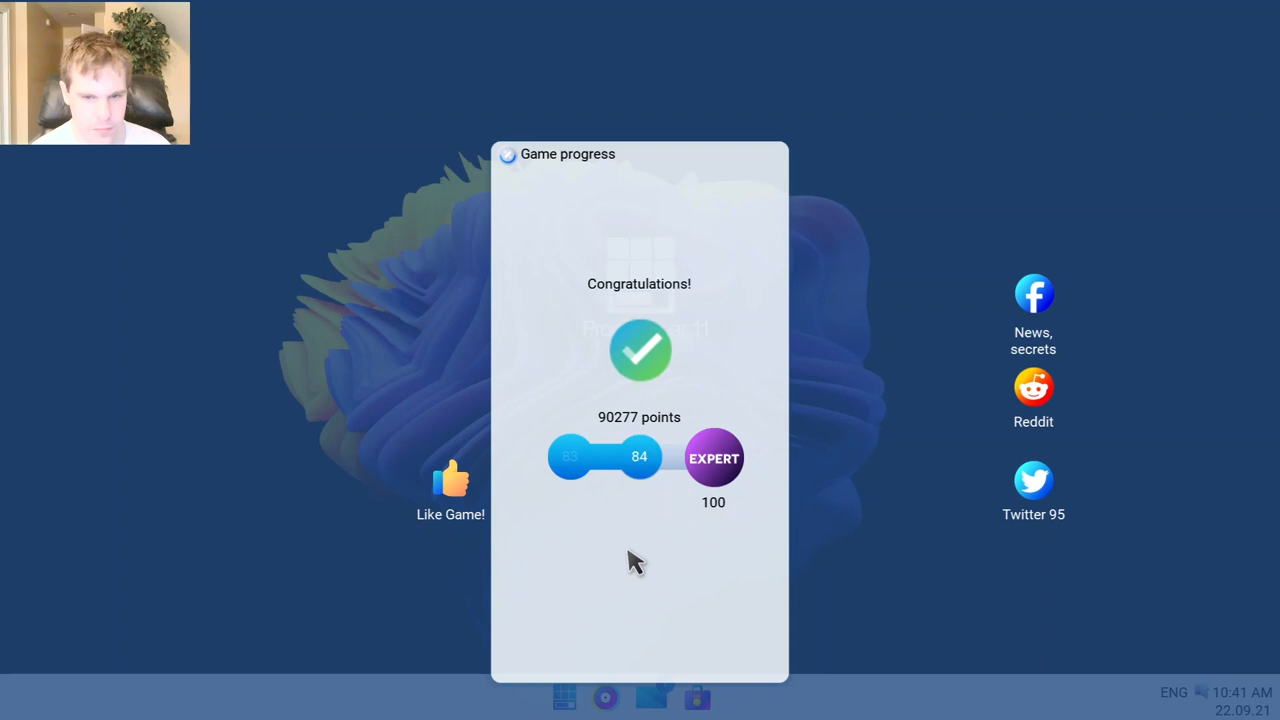 Game progress
Congratulations!
90277 points
83
84
EXPERT
100
Like Game!
News,
secrets
Reddit
Twitter 95
ENG
10:41 AM
22.09.21